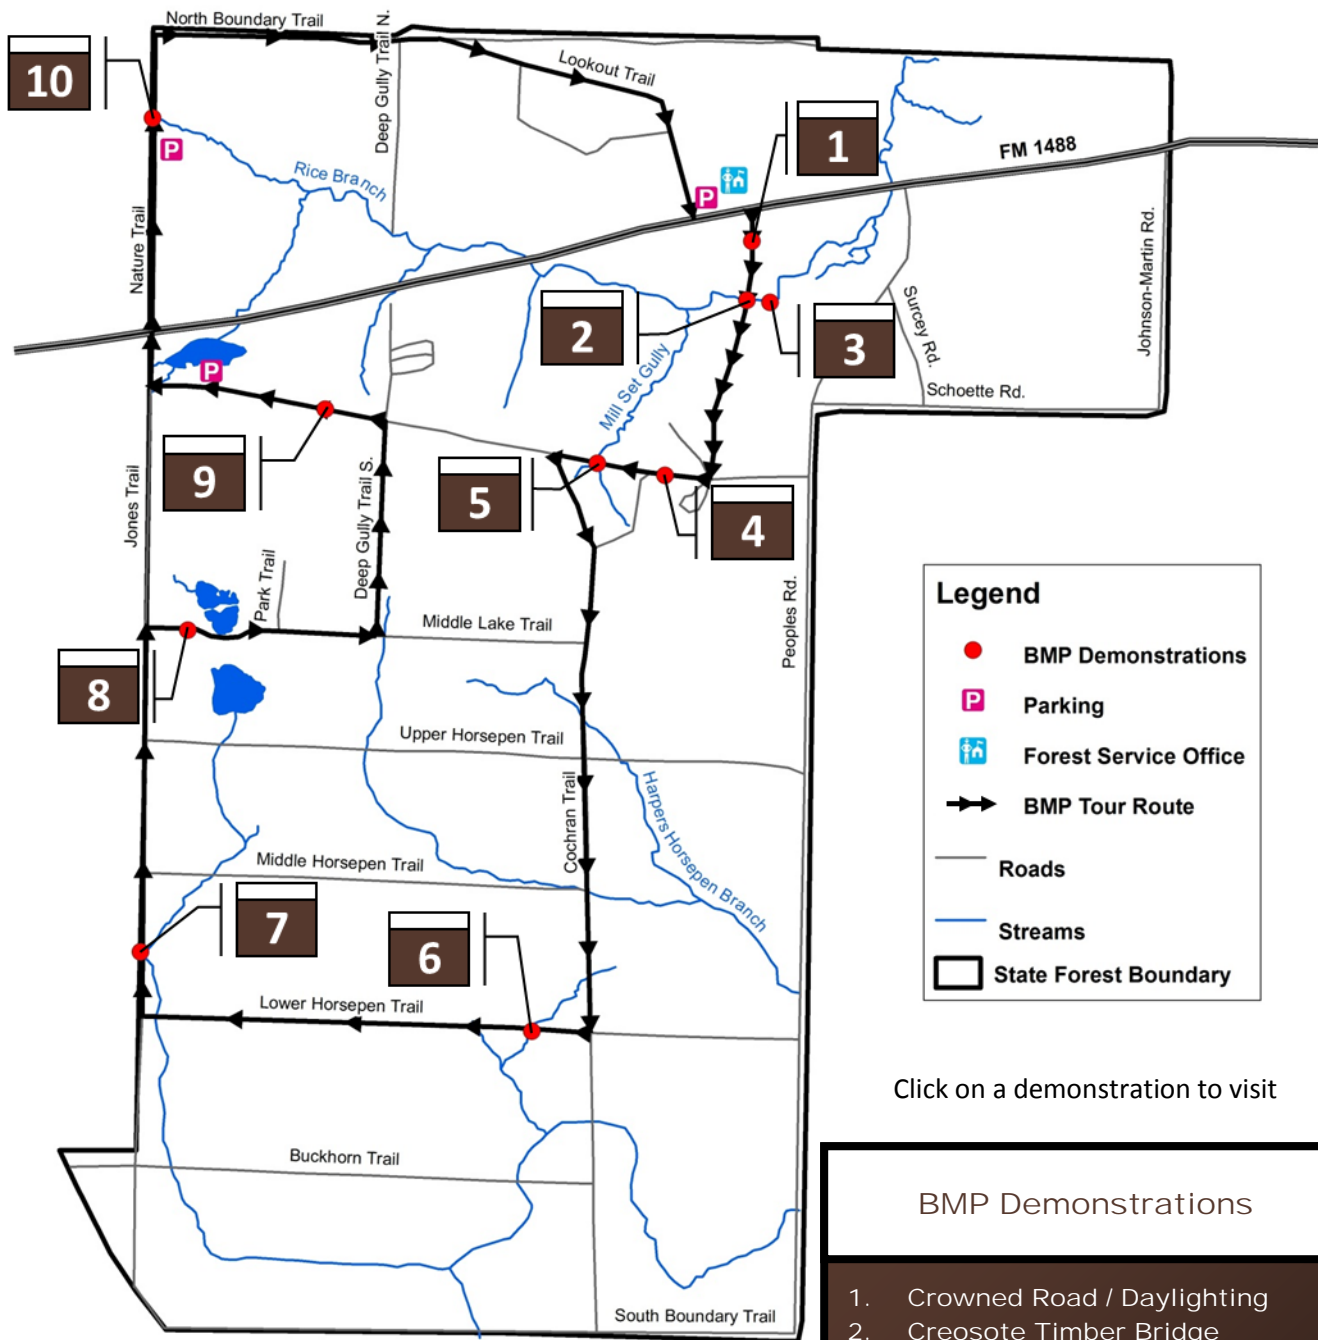 North Boundary Trail
Deep Gully Trail N.
Lookout Trail
10
P
1
FM 1488
Rice Branch
P
Nature Trail
Johnson-Martin Rd.
2
3
Surcey Rd.
Schoette Rd.
P
Mill Set Gully
9
5
4
Jones Trail
Deep Gully Trail S.
Park Trail
Middle Lake Trail
Peoples Rd.
8
Upper Horsepen Trail
Cochran Trail
Harpers Horsepen Branch
Middle Horsepen Trail
7
6
Lower Horsepen Trail
Buckhorn Trail
South Boundary Trail
Legend
BMP Demonstrations
P Parking
Forest Service Office
BMP Tour Route
Roads
Streams
State Forest Boundary
Click on a demonstration to visit
BMP Demonstrations
1. Crowned Road / Daylighting
2. Creosote Timber Bridge